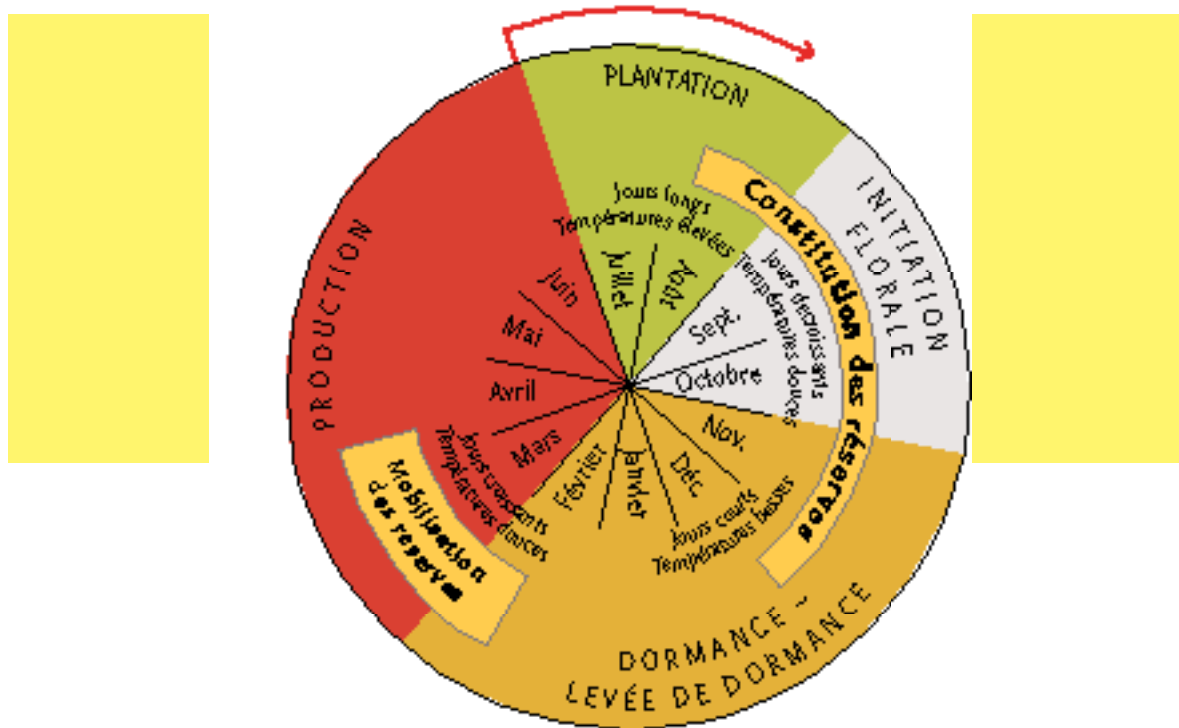 PLANTATION
Jours longs
Températures élevées
Juillet
Août
INITIATION
FLORALE
Constitution des réserves
Jours decroissants
Températures douces
Sept.
Octobre
Nov.
Déc.
Janvier
Février
Jours courts
Températures basses
DORMANCE –
LEVÉE DE DORMANCE
Mobilisation
des reserves
Jours croissants
Températures douces
Mars
Avril
Mai
Juin
PRODUCTION